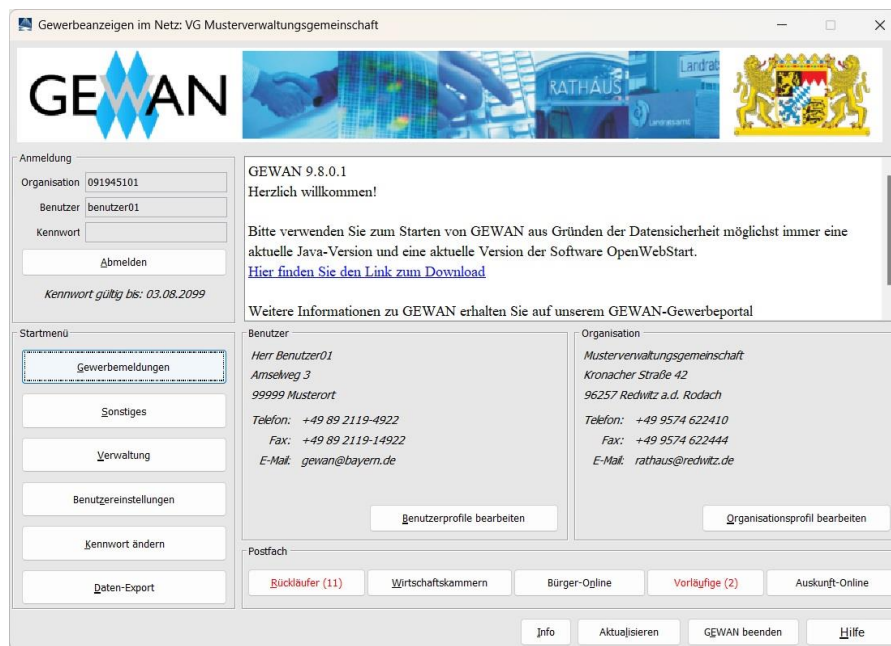 Gewerbeanzeigen im Netz: VG Musterverwaltungsgemeinschaft
GEWAN
RATHAUS
Landrats
Anmeldung
Organisation 091945101
Benutzer benutzer01
Kennwort
Abmelden
Kennwort gültig bis: 03.08.2099
GEWAN 9.8.0.1
Herzlich willkommen!
Bitte verwenden Sie zum Starten von GEWAN aus Gründen der Datensicherheit möglichst immer eine
aktuelle Java-Version und eine aktuelle Version der Software OpenWebStart.
Hier finden Sie den Link zum Download
Weitere Informationen zu GEWAN erhalten Sie auf unserem GEWAN-Gewerbeportal
Startmenü
Gewerbemeldungen
Sonstiges
Verwaltung
Benutzereinstellungen
Kennwort ändern
Daten-Export
Benutzer
Herr Benutzer01
Amselweg 3
99999 Musterort
Telefon: +49 89 2119-4922
Fax: +49 89 2119-14922
E-Mail: gewan@bayern.de
Benutzerprofile bearbeiten
Organisation
Musterverwaltungsgemeinschaft
Kronacher Straße 42
96257 Redwitz a.d. Rodach
Telefon: +49 9574 622410
Fax: +49 9574 622444
E-Mail: rathaus@redwitz.de
Organisationsprofil bearbeiten
Postfach
Rückläufer (11)
Wirtschaftskammern
Bürger-Online
Vorläufige (2)
Auskunft-Online
Info
Aktualisieren
GEWAN beenden
Hilfe